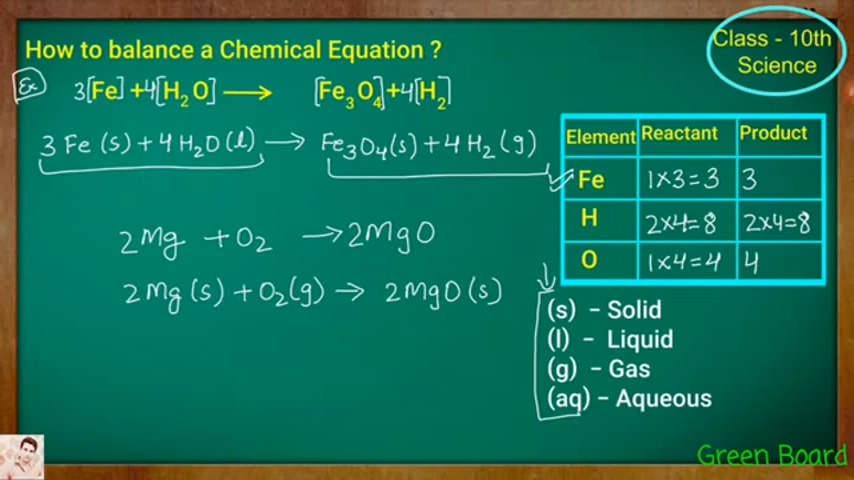 How to balance a Chemical Equation ?
Class - 10th
Science
Ex
3[Fe] +4[H₂O] ⟶ [Fe₃O₄]+4[H₂]
3 Fe (s) + 4 H₂O (l) → Fe₃O₄(s) + 4 H₂ (g)
Element Reactant Product
Fe 1×3=3 3
H 2×4=8 2×4=8
O 1×4=4 4
2Mg + O₂ → 2MgO
2Mg(s) + O₂(g) → 2MgO(s)
(s) – Solid
(l) – Liquid
(g) – Gas
(aq) – Aqueous
Green Board